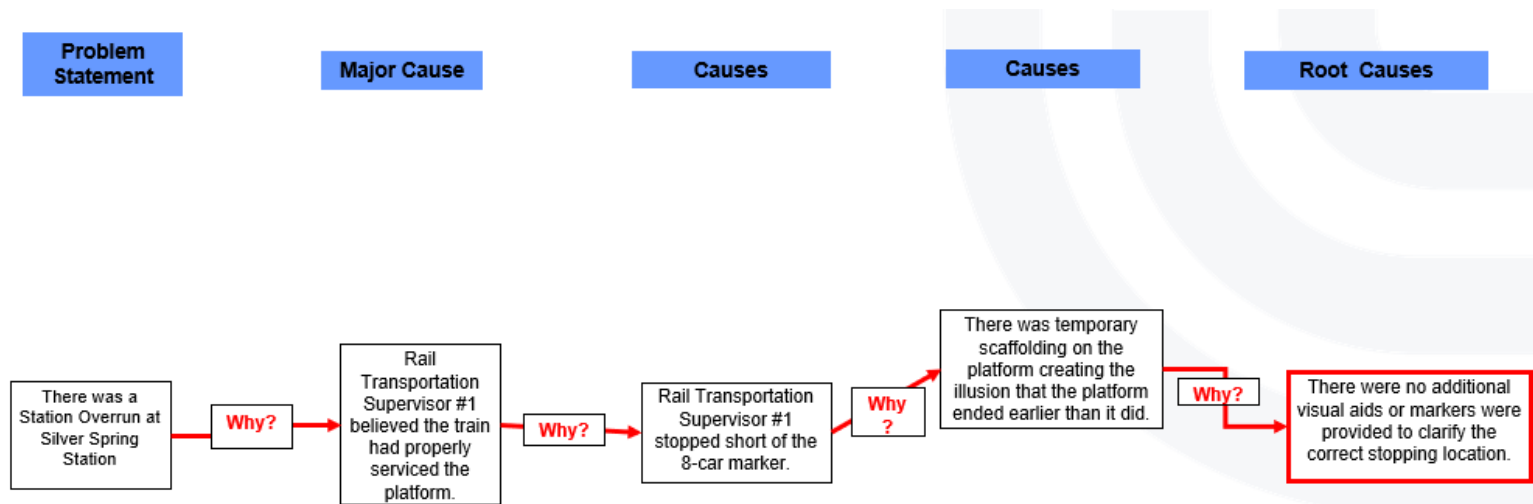 Problem
Statement
Major Cause
Causes
Causes
Root Causes
There was a
Station Overrun at
Silver Spring
Station
Why?
Rail
Transportation
Supervisor #1
believed the train
had properly
serviced the
platform.
Why?
Rail Transportation
Supervisor #1
stopped short of the
8-car marker.
Why
?
There was temporary
scaffolding on the
platform creating the
illusion that the platform
ended earlier than it did.
Why?
There were no additional
visual aids or markers were
provided to clarify the
correct stopping location.